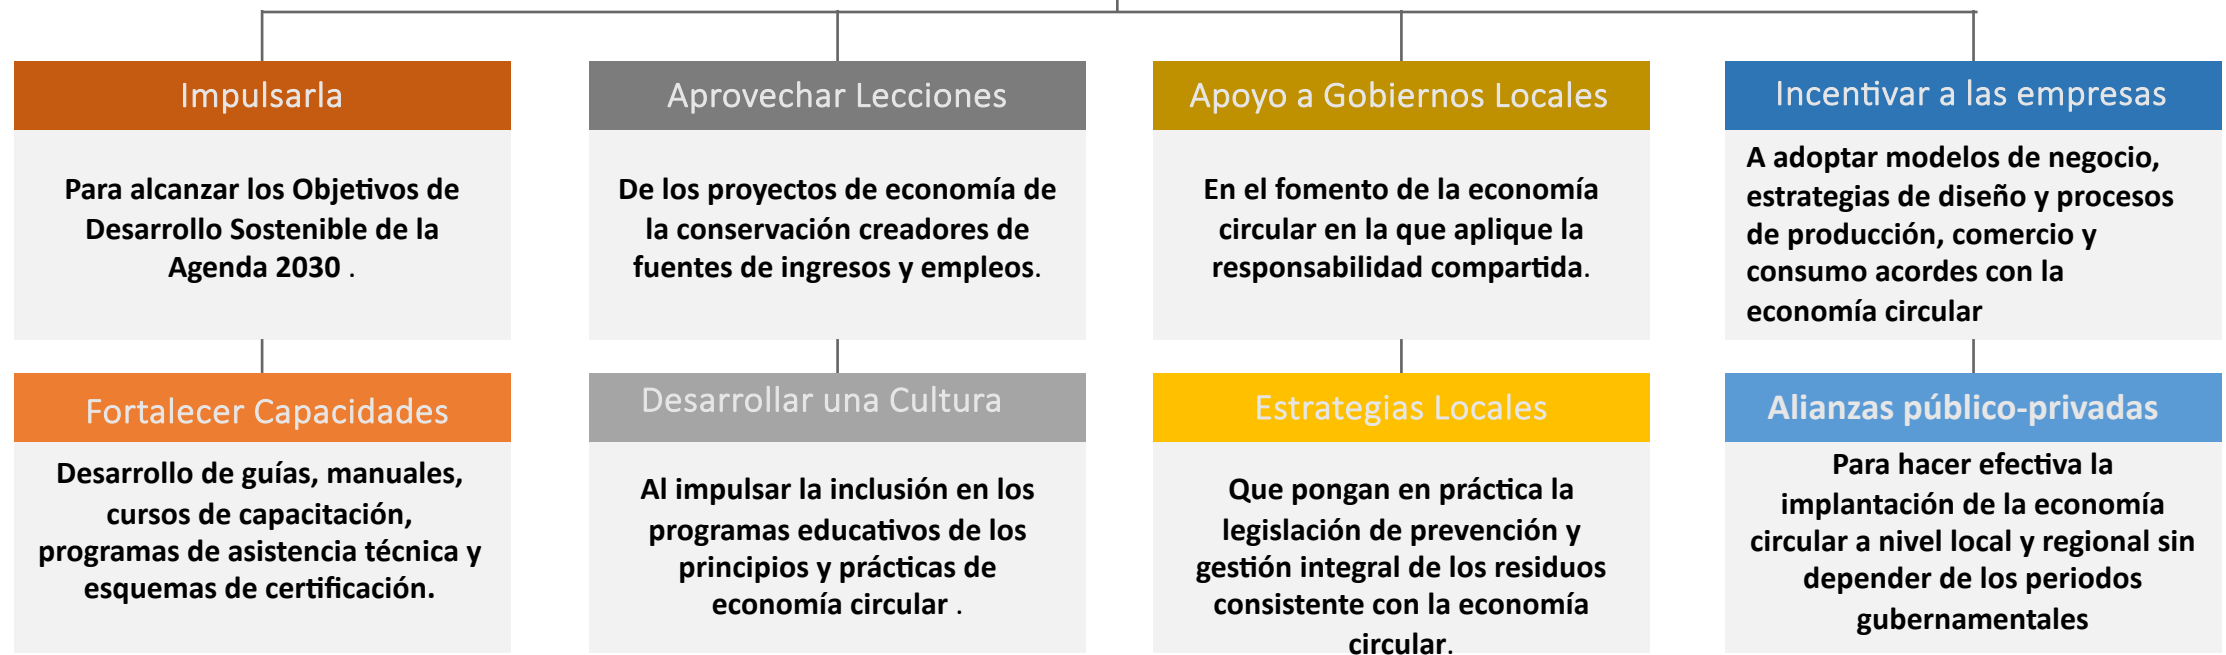 Impulsarla
Para alcanzar los Objetivos de
Desarrollo Sostenible de la
Agenda 2030 .
Aprovechar Lecciones
De los proyectos de economía de
la conservación creadores de
fuentes de ingresos y empleos.
Apoyo a Gobiernos Locales
En el fomento de la economía
circular en la que aplique la
responsabilidad compartida.
Incentivar a las empresas
A adoptar modelos de negocio,
estrategias de diseño y procesos
de producción, comercio y
consumo acordes con la
economía circular
Fortalecer Capacidades
Desarrollo de guías, manuales,
cursos de capacitación,
programas de asistencia técnica y
esquemas de certificación.
Desarrollar una Cultura
Al impulsar la inclusión en los
programas educativos de los
principios y prácticas de
economía circular .
Estrategias Locales
Que pongan en práctica la
legislación de prevención y
gestión integral de los residuos
consistente con la economía
circular.
Alianzas público-privadas
Para hacer efectiva la
implantación de la economía
circular a nivel local y regional sin
depender de los periodos
gubernamentales